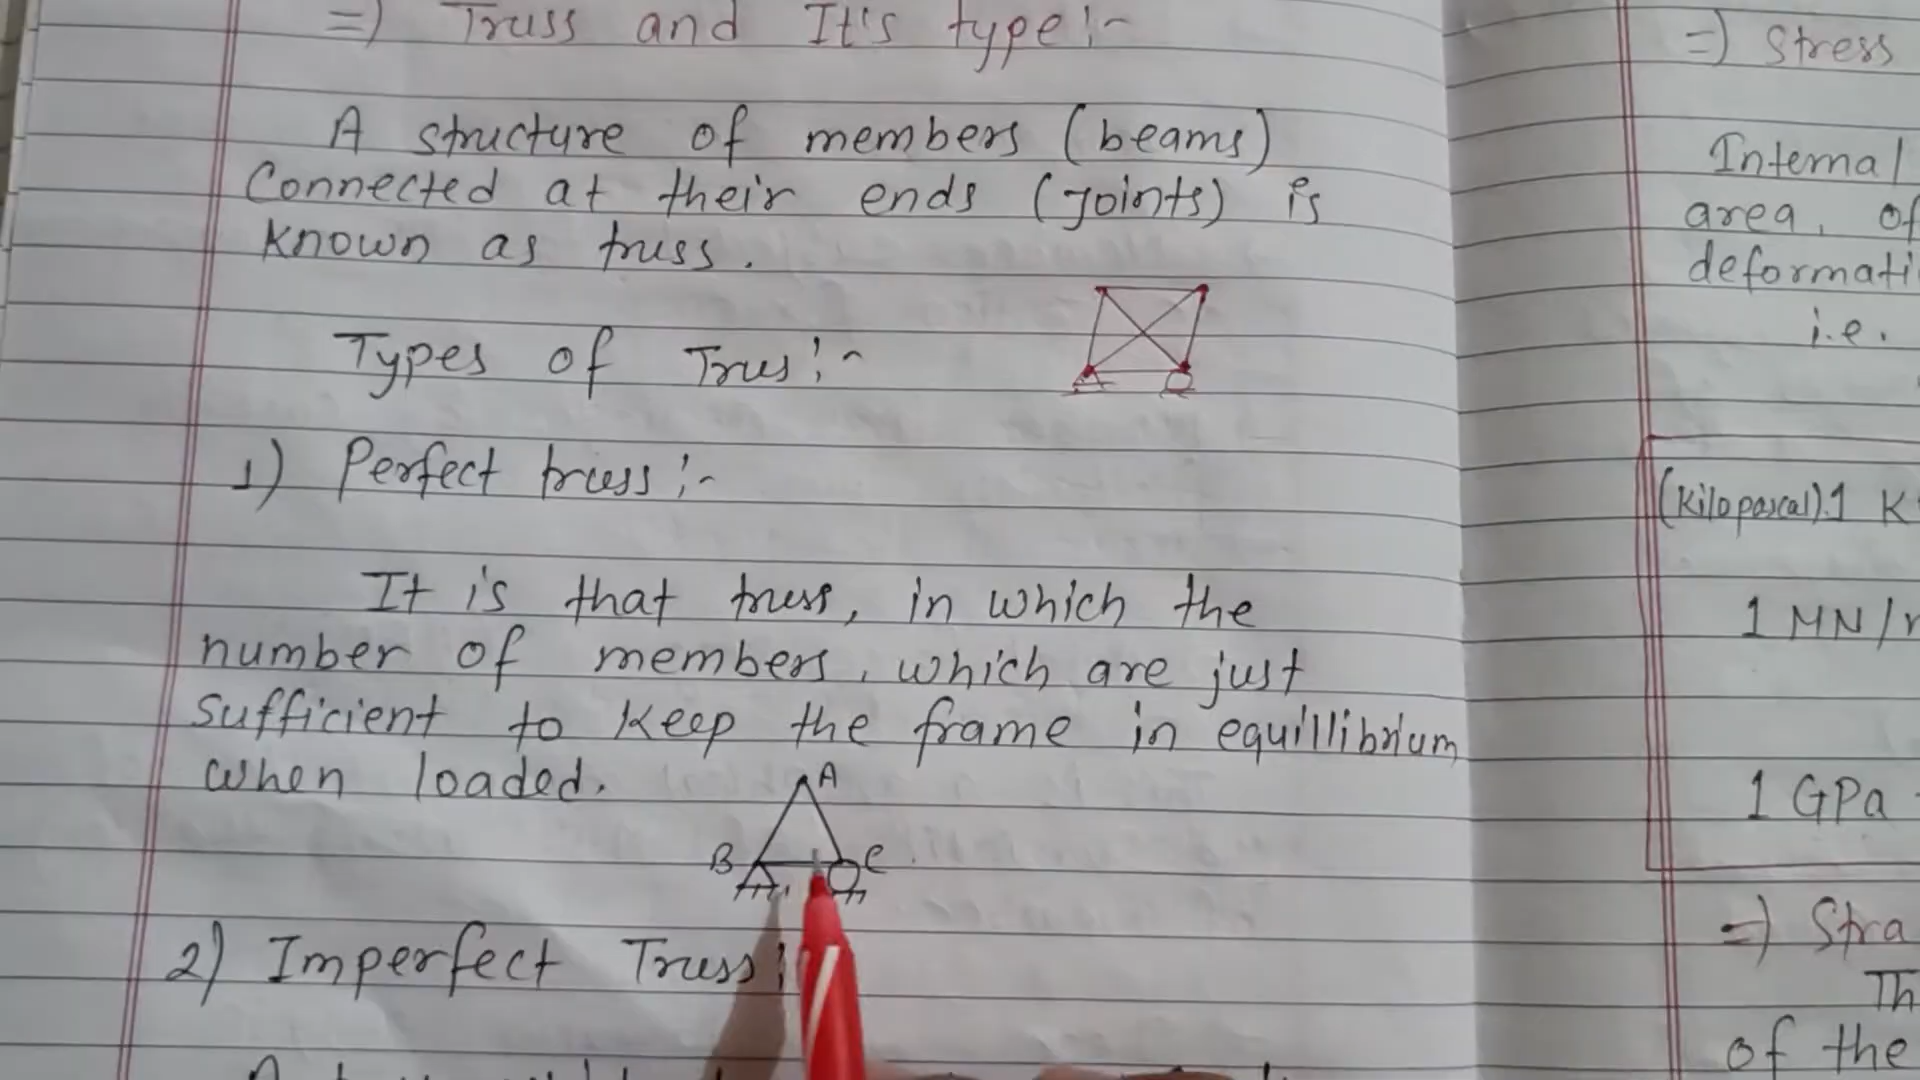 =) Truss and It's type:-
A structure of members (beams)
Connected at their ends (Joints) is
known as truss.
Types of Trus:-
1) Perfect truss:-
It is that truss, in which the
number of members, which are just
sufficient to keep the frame in equillibrium
when loaded.
A
B
C
2) Imperfect Truss:
=) Stress
Internal
area, of
deformati
i.e.
(Kilopascal) 1 K
1 MN/
1 GPa
=) Stra
Th
of the